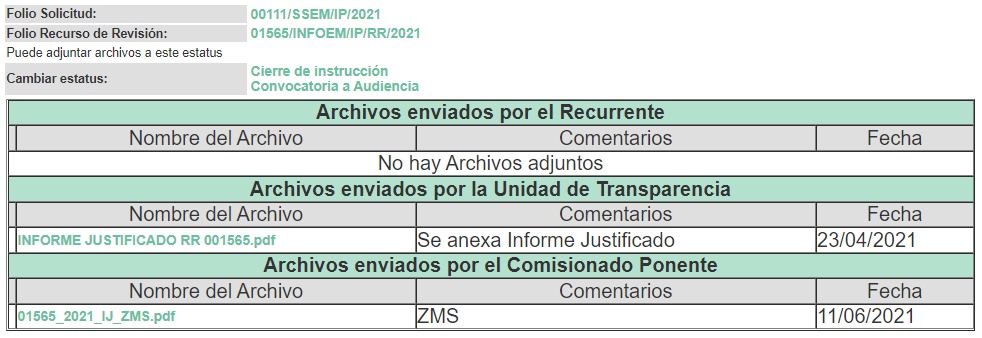 Folio Solicitud: 00111/SSEM/IP/2021
Folio Recurso de Revisión: 01565/INFOEM/IP/RR/2021
Puede adjuntar archivos a este estatus
Cambiar estatus: Cierre de instrucción
Convocatoria a Audiencia
Archivos enviados por el Recurrente
Nombre del Archivo Comentarios Fecha
No hay Archivos adjuntos
Archivos enviados por la Unidad de Transparencia
Nombre del Archivo Comentarios Fecha
INFORME JUSTIFICADO RR 001565.pdf Se anexa Informe Justificado 23/04/2021
Archivos enviados por el Comisionado Ponente
Nombre del Archivo Comentarios Fecha
01565_2021_IJ_ZMS.pdf ZMS 11/06/2021